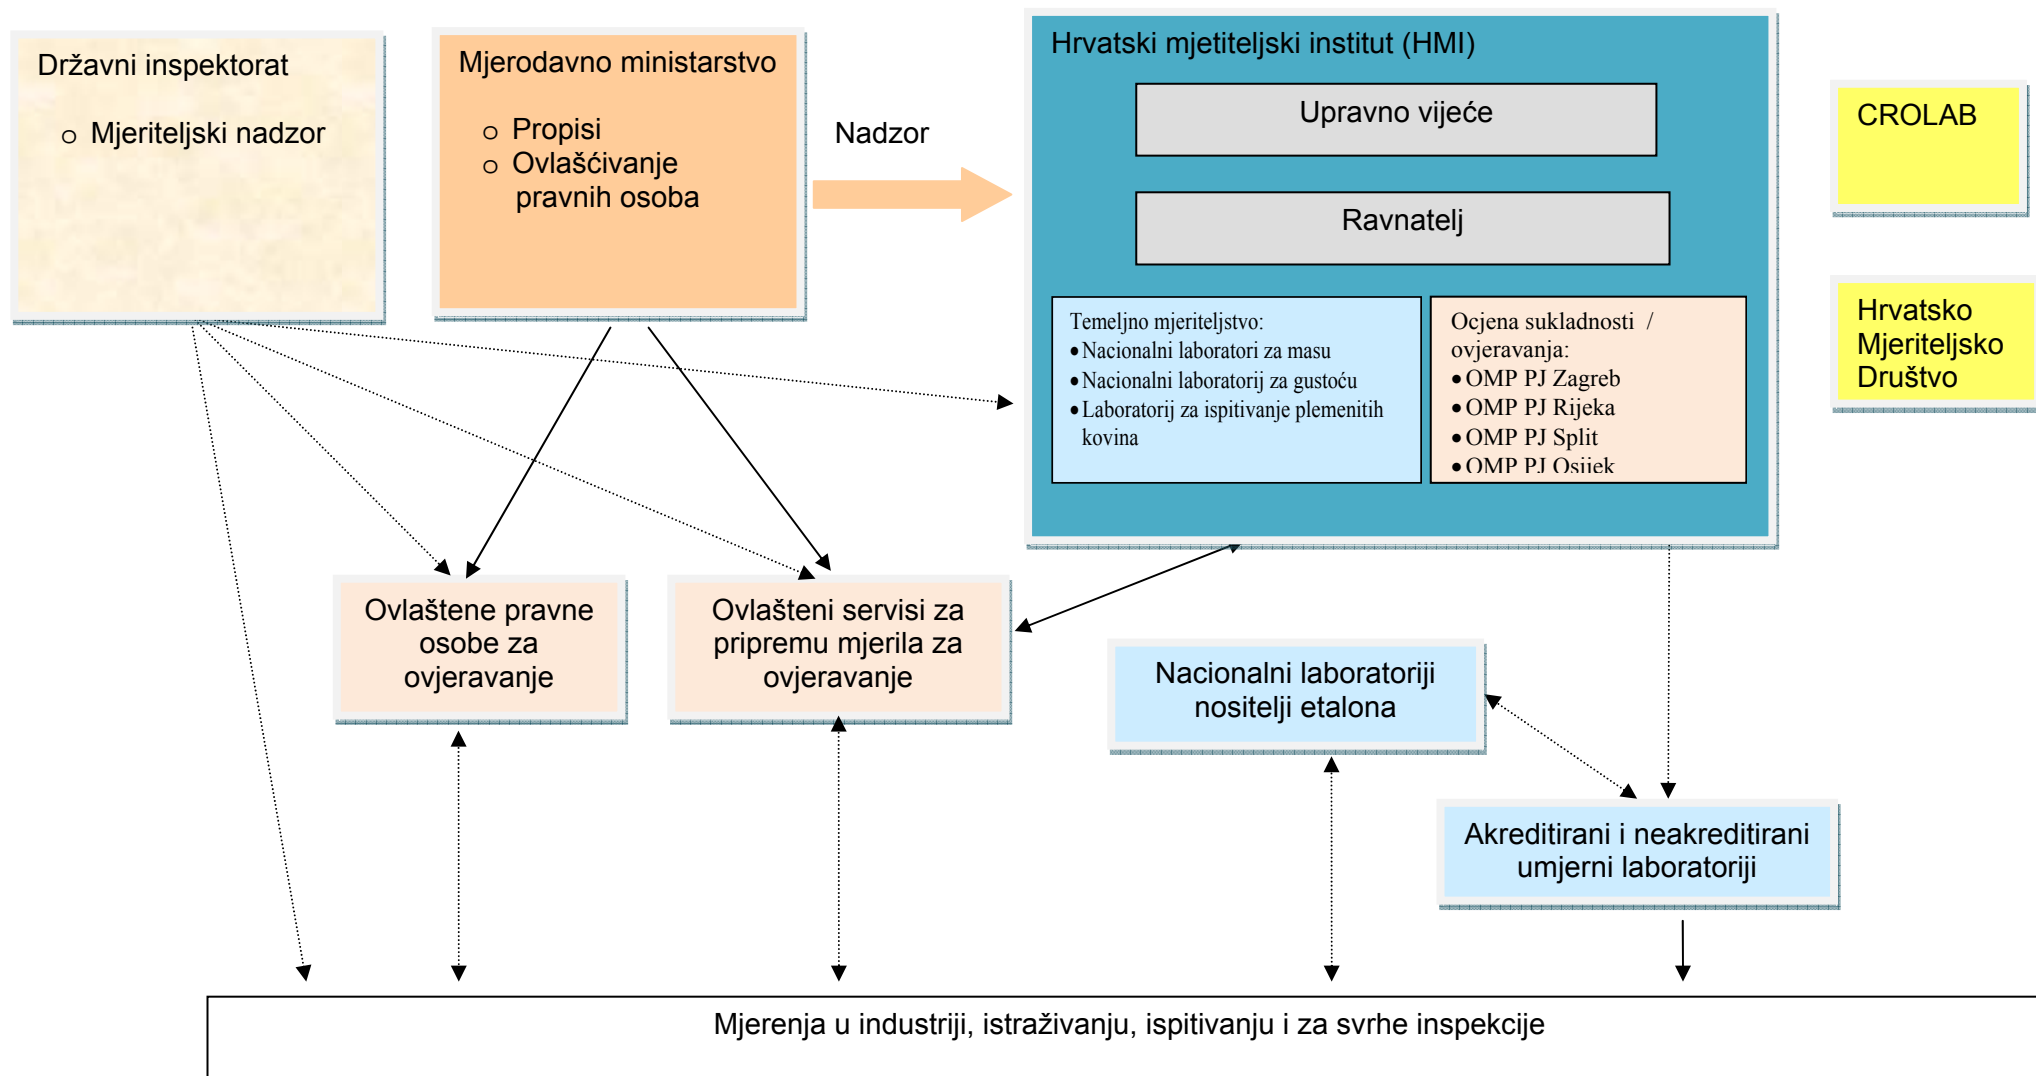 Državni inspektorat
o Mjeriteljski nadzor
Mjerodavno ministarstvo
o Propisi
o Ovlašćivanje
pravnih osoba
Nadzor
Hrvatski mjetiteljski institut (HMI)
Upravno vijeće
Ravnatelj
Temeljno mjeriteljstvo:
• Nacionalni laboratori za masu
• Nacionalni laboratorij za gustoću
• Laboratorij za ispitivanje plemenitih
kovina
Ocjena sukladnosti /
ovjeravanja:
• OMP PJ Zagreb
• OMP PJ Rijeka
• OMP PJ Split
• OMP PJ Osijek
CROLAB
Hrvatsko
Mjeriteljsko
Društvo
Ovlaštene pravne
osobe za
ovjeravanje
Ovlašteni servisi za
pripremu mjerila za
ovjeravanje
Nacionalni laboratoriji
nositelji etalona
Akreditirani i neakreditirani
umjerni laboratoriji
Mjerenja u industriji, istraživanju, ispitivanju i za svrhe inspekcije